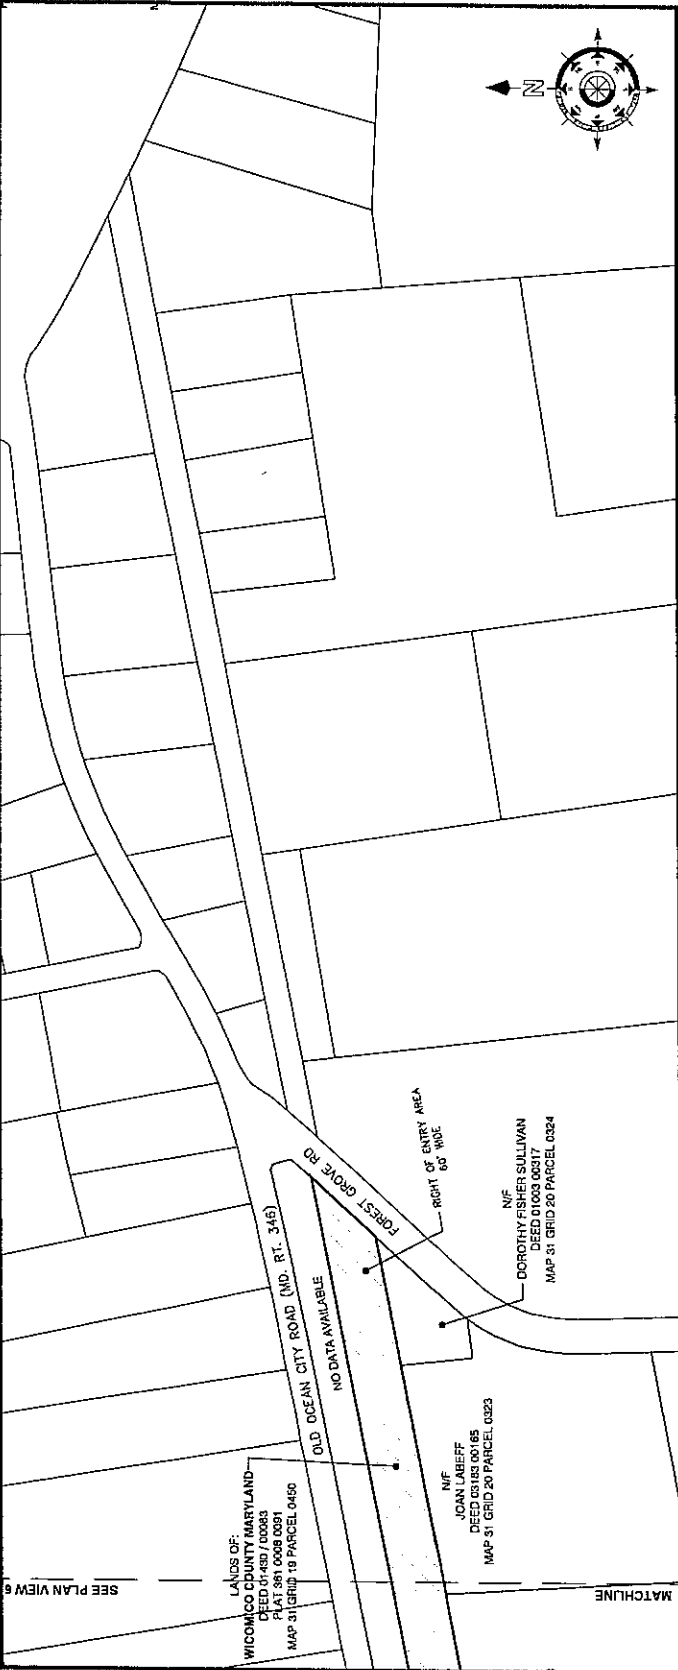 N
SEE PLAN VIEW 6
LANDS OF:
WICOMICO COUNTY MARYLAND
DEED 01430 / 00083
PLAT 361 0008 0091
MAP 31 GRID 19 PARCEL 0450
OLD OCEAN CITY ROAD (MD. RT. 346)
NO DATA AVAILABLE
FOREST GROVE RD
RIGHT OF ENTRY AREA
60' WIDE
N/F
DOROTHY FISHER SULLIVAN
DEED 01003 00317
MAP 31 GRID 20 PARCEL 0324
N/F
JOAN LABEFF
DEED 03183 00165
MAP 31 GRID 20 PARCEL 0323
MATCHLINE